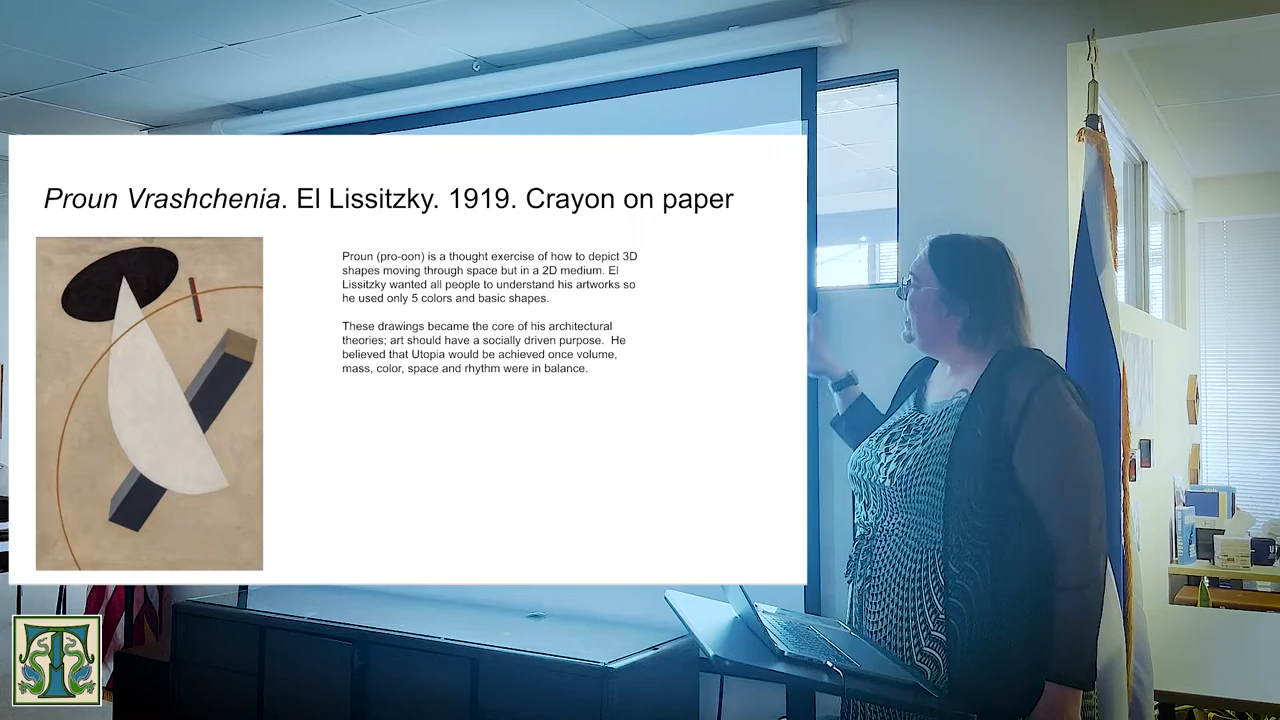 Proun Vrashchenia. El Lissitzky. 1919. Crayon on paper
Proun (pro-oon) is a thought exercise of how to depict 3D
shapes moving through space but in a 2D medium. El
Lissitzky wanted all people to understand his artworks so
he used only 5 colors and basic shapes.
These drawings became the core of his architectural
theories; art should have a socially driven purpose.  He
believed that Utopia would be achieved once volume,
mass, color, space and rhythm were in balance.
T